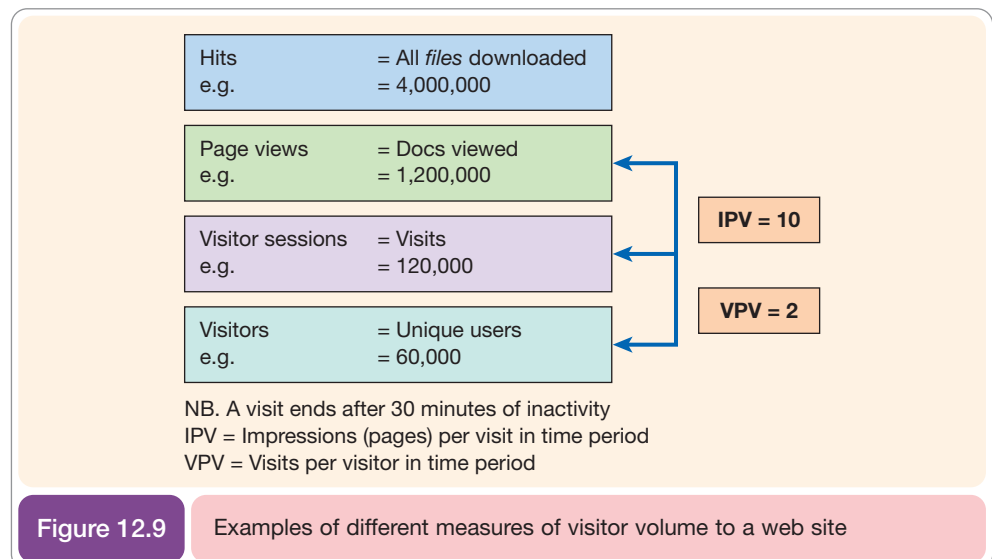 Hits = All files downloaded
e.g. = 4,000,000
Page views = Docs viewed
e.g. = 1,200,000
IPV = 10
Visitor sessions = Visits
e.g. = 120,000
VPV = 2
Visitors = Unique users
e.g. = 60,000
NB. A visit ends after 30 minutes of inactivity
IPV = Impressions (pages) per visit in time period
VPV = Visits per visitor in time period
Figure 12.9 Examples of different measures of visitor volume to a web site